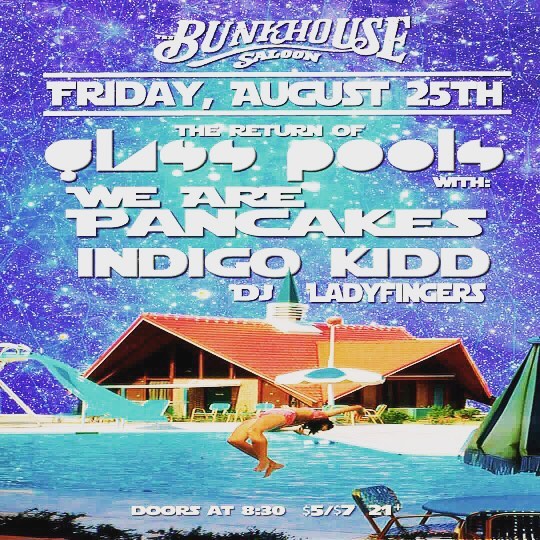 THE BUNKHOUSE
SALOON
FRIDAY, AUGUST 25TH
THE RETURN OF
glass pools
WITH:
WE ARE
PANCAKES
INDIGO KIDD
DJ LADYFINGERS
DOORS AT 8:30 $5/$7 21+